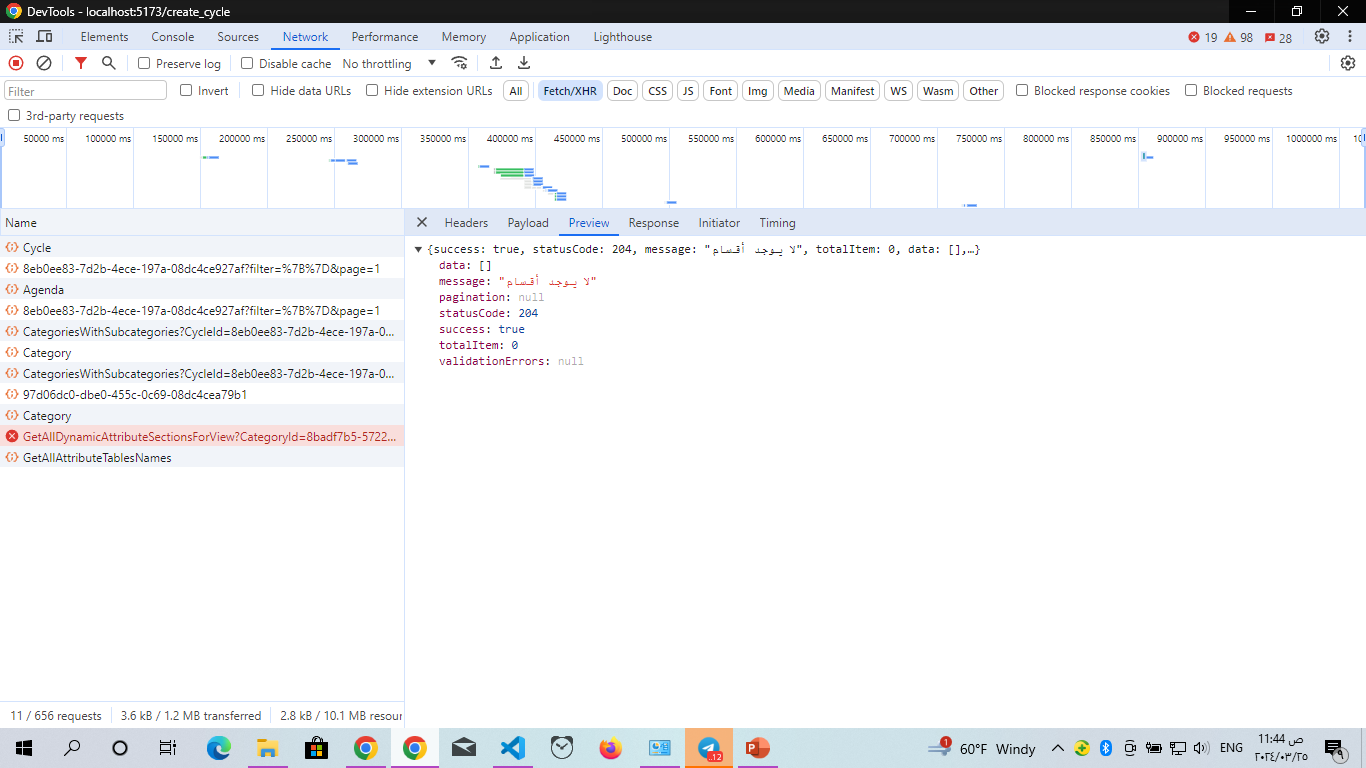 DevTools - localhost:5173/create_cycle
Elements Console Sources Network Performance Memory Application Lighthouse 19 98 28
Preserve log Disable cache No throttling
Filter Invert Hide data URLs Hide extension URLs All Fetch/XHR Doc CSS JS Font Img Media Manifest WS Wasm Other Blocked response cookies Blocked requests
3rd-party requests
50000 ms 100000 ms 150000 ms 200000 ms 250000 ms 300000 ms 350000 ms 400000 ms 450000 ms 500000 ms 550000 ms 600000 ms 650000 ms 700000 ms 750000 ms 800000 ms 850000 ms 900000 ms 950000 ms 1000000 ms
Name
Headers Payload Preview Response Initiator Timing
Cycle
8eb0ee83-7d2b-4ece-197a-08dc4ce927af?filter=%7B%7D&page=1
Agenda
8eb0ee83-7d2b-4ece-197a-08dc4ce927af?filter=%7B%7D&page=1
CategoriesWithSubcategories?CycleId=8eb0ee83-7d2b-4ece-197a-0...
Category
CategoriesWithSubcategories?CycleId=8eb0ee83-7d2b-4ece-197a-0...
97d06dc0-dbe0-455c-0c69-08dc4cea79b1
Category
GetAllDynamicAttributeSectionsForView?CategoryId=8badf7b5-5722...
GetAllAttributeTablesNames
{success: true, statusCode: 204, message: "لا يوجد أقسام", totalItem: 0, data: [],…}
data: []
message: "لا يوجد أقسام"
pagination: null
statusCode: 204
success: true
totalItem: 0
validationErrors: null
11 / 656 requests 3.6 kB / 1.2 MB transferred 2.8 kB / 10.1 MB resour
..12
1 60°F Windy ENG
11:44 ص
٢٠٢٤/٠٣/٢٥
٩